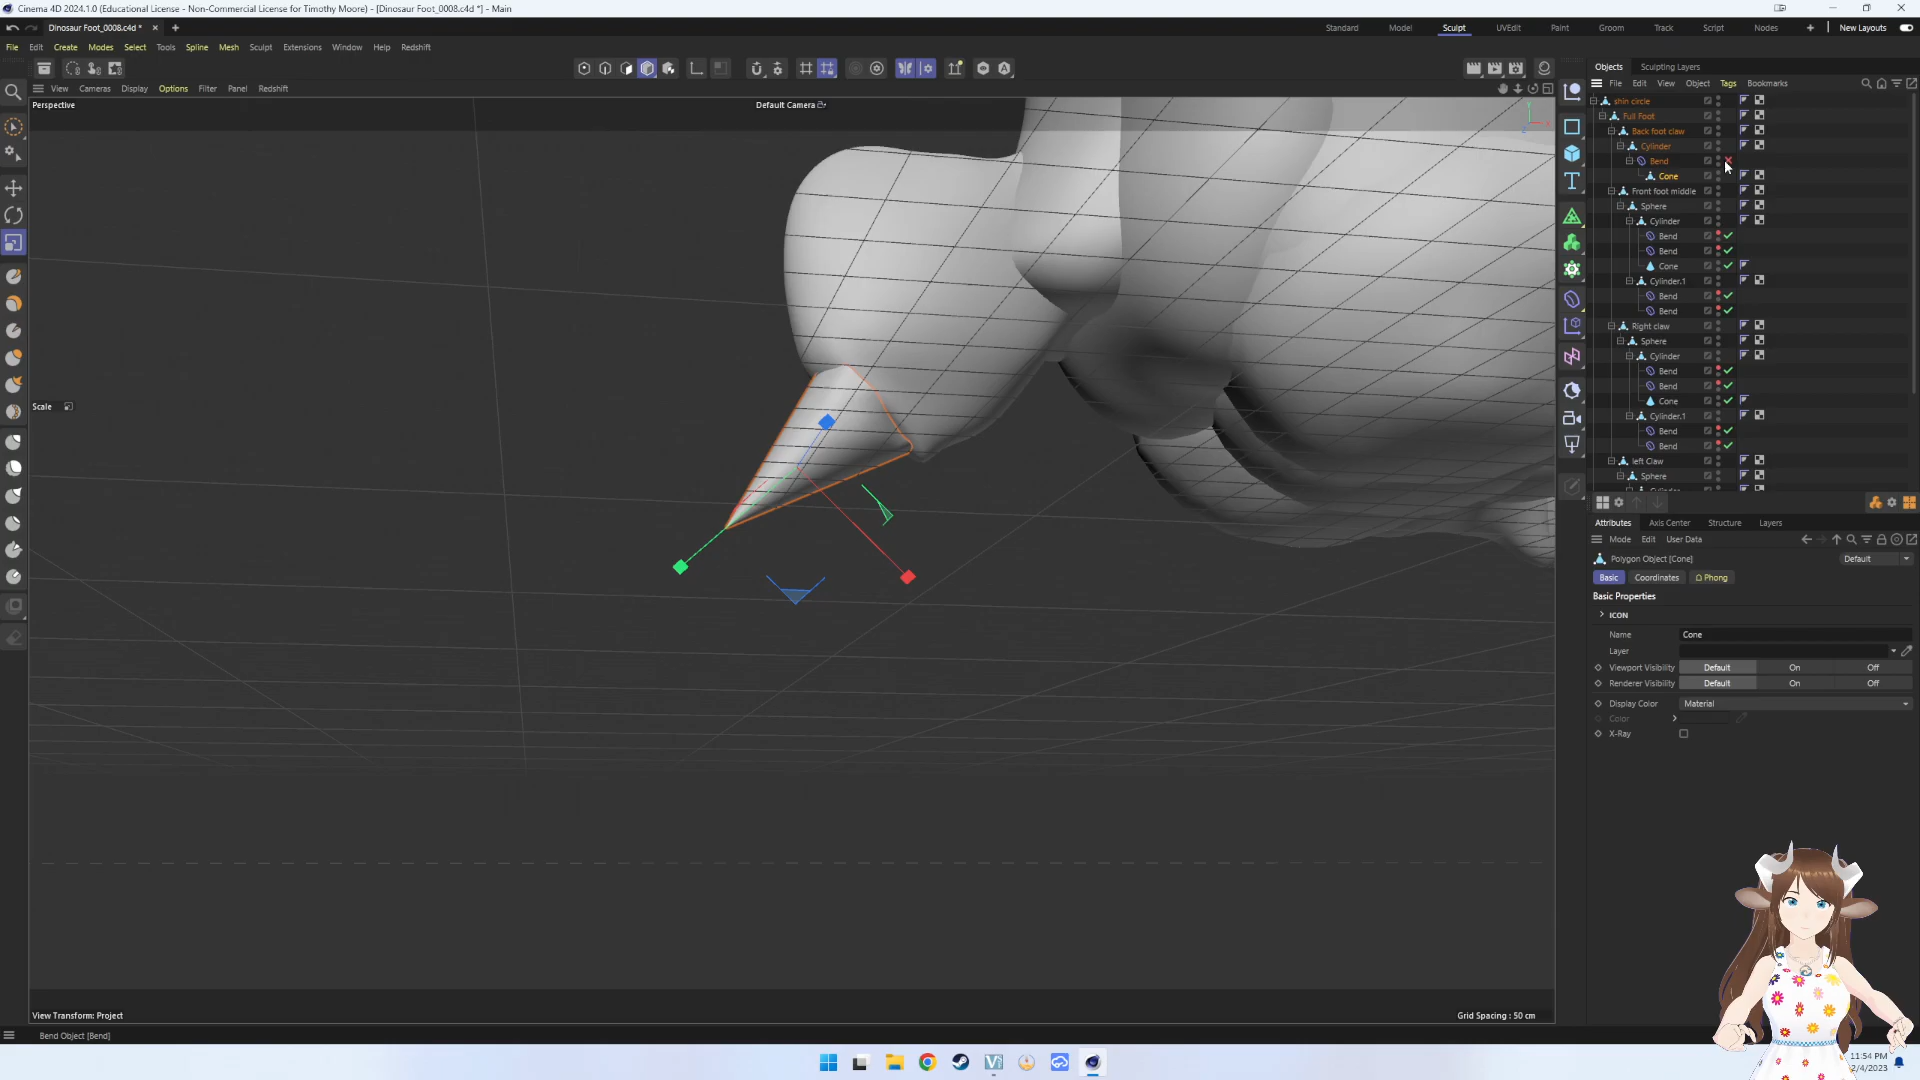 Cinema 4D 2024.1.0 (Educational License - Non-Commercial License for Timothy Moore) - [Dinosaur Foot_0008.c4d *] - Main
Dinosaur Foot_0008.c4d *
Standard Model Sculpt UVEdit Paint Groom Track Script Nodes New Layouts
File Edit Create Modes Select Tools Spline Mesh Sculpt Extensions Window Help Redshift
Objects Sculpting Layers
View Cameras Display Options Filter Panel Redshift
File Edit View Object Tags Bookmarks
Perspective
Default Camera
shin circle
Full Foot
Back foot claw
Cylinder
Bend
Cone
Front foot middle
Sphere
Cylinder
Bend
Bend
Cone
Cylinder.1
Bend
Bend
Right claw
Sphere
Cylinder
Bend
Bend
Cone
Cylinder.1
Bend
Bend
left Claw
Sphere
Cylinder
Scale
Attributes Axis Center Structure Layers
Mode Edit User Data
Polygon Object [Cone]
Default
Basic Coordinates Phong
Basic Properties
ICON
Name Cone
Layer
Viewport Visibility Default On Off
Renderer Visibility Default On Off
Display Color Material
Color
X-Ray
View Transform: Project
Grid Spacing : 50 cm
Bend Object [Bend]
11:54 PM
2/4/2023